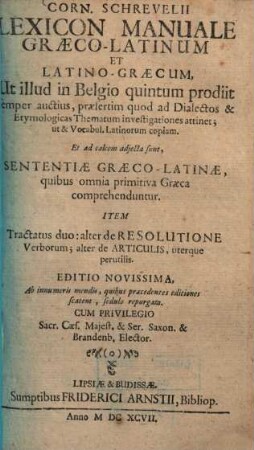 CORN. SCHREVELII
LEXICON MANUALE
GRÆCO-LATINUM
ET
LATINO-GRÆCUM,
Ut illud in Belgio quintum prodiit
semper auctius, præsertim quod ad Dialectos &
Etymologicas Thematum investigationes attinet;
ut & Vocabul. Latinorum copiam.
Et ad calcem adjectæ sunt,
SENTENTIÆ GRÆCO-LATINÆ,
quibus omnia primitiva Græca
comprehenduntur.
ITEM
Tractatus duo: alter de RESOLUTIONE
Verborum; alter de ARTICULIS, uterque
perutilis.
EDITIO NOVISSIMA,
Ab innumeris mendis, quibus præcedentes editiones
scatent, sedulo repurgata.
CUM PRIVILEGIO
Sacr. Cæs. Majest. & Ser. Saxon. &
Brandenb. Elector.
LIPSIÆ & BUDISSÆ.
Sumptibus FRIDERICI ARNSTII, Bibliop.
Anno M DC XCVII.